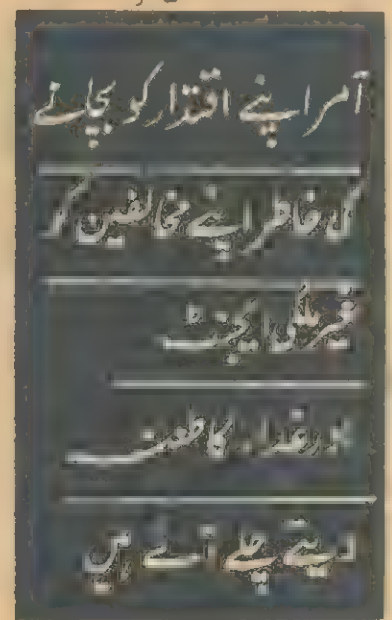 آمر اپنے اقتدار کو بچانے
کی خاطر اپنے مخالفین کو
غیر ملکی ایجنٹ
اور غدار کا طعنہ
دیتے چلے آئے ہیں